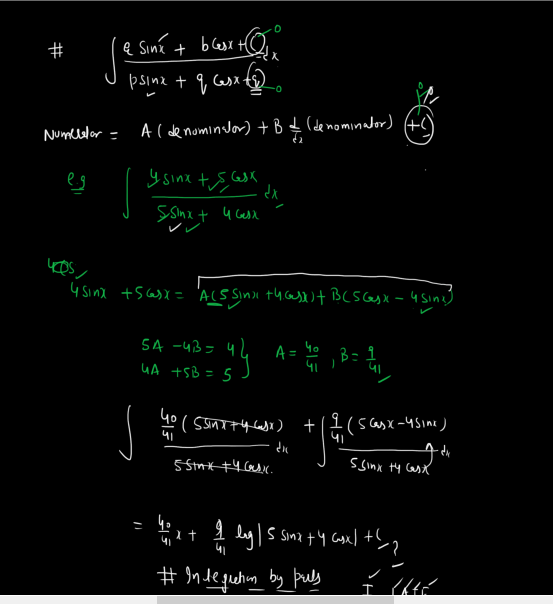 # ∫ (a sinx + b cosx + c) / (p sinx + q cosx + q) dx → 0 → 0
Numerator = A (denominator) + B d/dx (denominator) (+C) 0
e.g ∫ (4 sinx + 5 cosx) / (5 sinx + 4 cosx) dx
4 sinx + 5 cosx = A(5 sinx + 4 cosx) + B(5 cosx - 4 sinx)
5A - 4B = 4
4A + 5B = 5 } A = 40/41 , B = 9/41
∫ 40/41 (5 sinx + 4 cosx) / (5 sinx + 4 cosx) dx + ∫ 9/41 (5 cosx - 4 sinx) / (5 sinx + 4 cosx) dx
= 40/41 x + 9/41 log |5 sinx + 4 cosx| + C
# Integration by parts